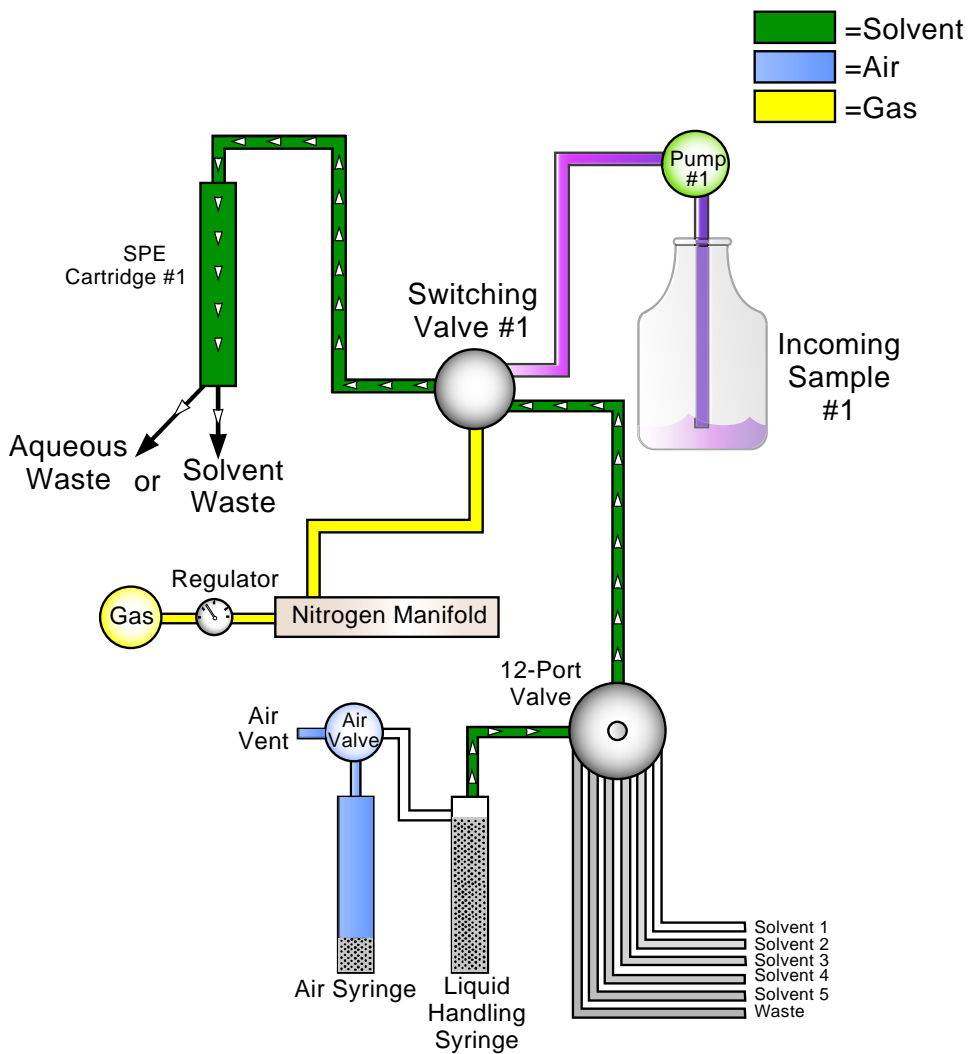 =Solvent
=Air
=Gas
Pump
#1
SPE
Cartridge #1
Switching
Valve #1
Incoming
Sample
#1
Aqueous
Waste
or
Solvent
Waste
Regulator
Gas
Nitrogen Manifold
12-Port
Valve
Air
Vent
Air
Valve
Solvent 1
Solvent 2
Solvent 3
Solvent 4
Solvent 5
Waste
Air Syringe
Liquid
Handling
Syringe